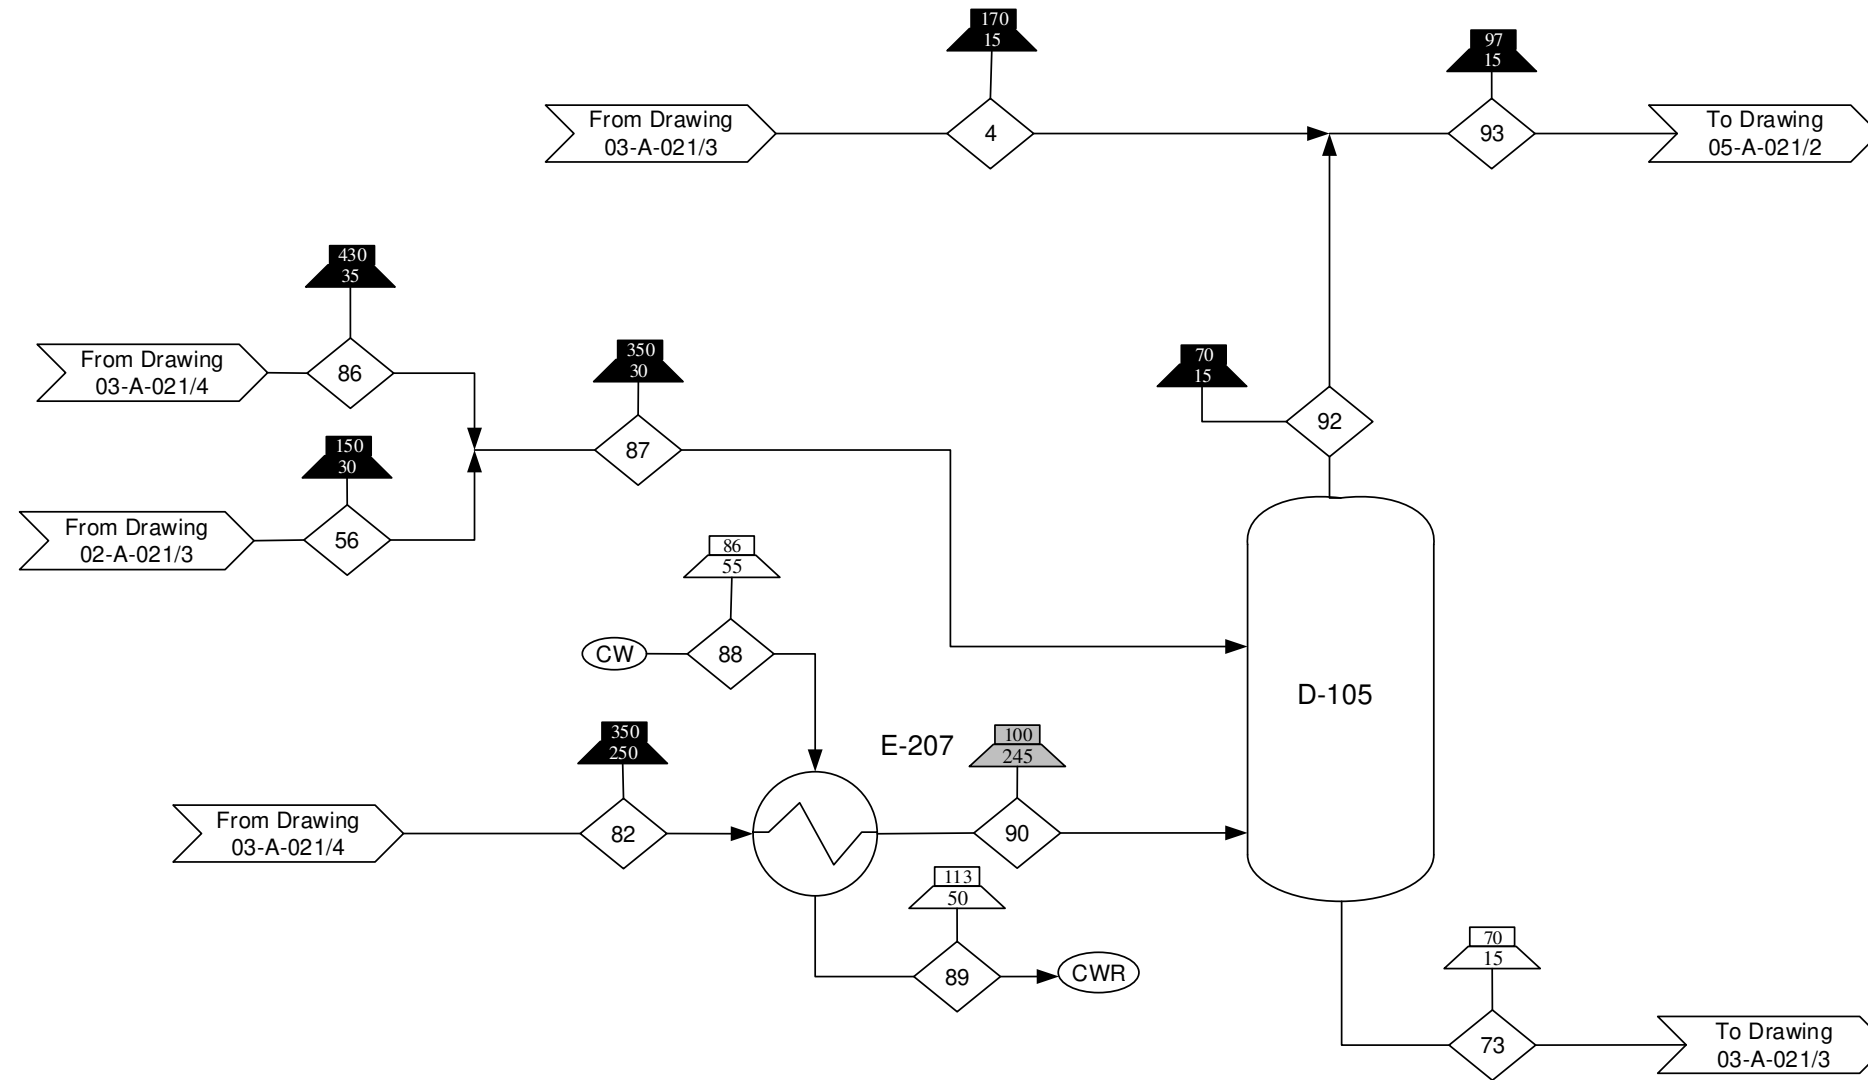 170
15
97
15
From Drawing
03-A-021/3
4
93
To Drawing
05-A-021/2
430
35
From Drawing
03-A-021/4
86
350
30
87
70
15
92
150
30
From Drawing
02-A-021/3
56
86
55
CW
88
D-105
350
250
E-207
100
245
From Drawing
03-A-021/4
82
90
113
50
89
CWR
70
15
73
To Drawing
03-A-021/3